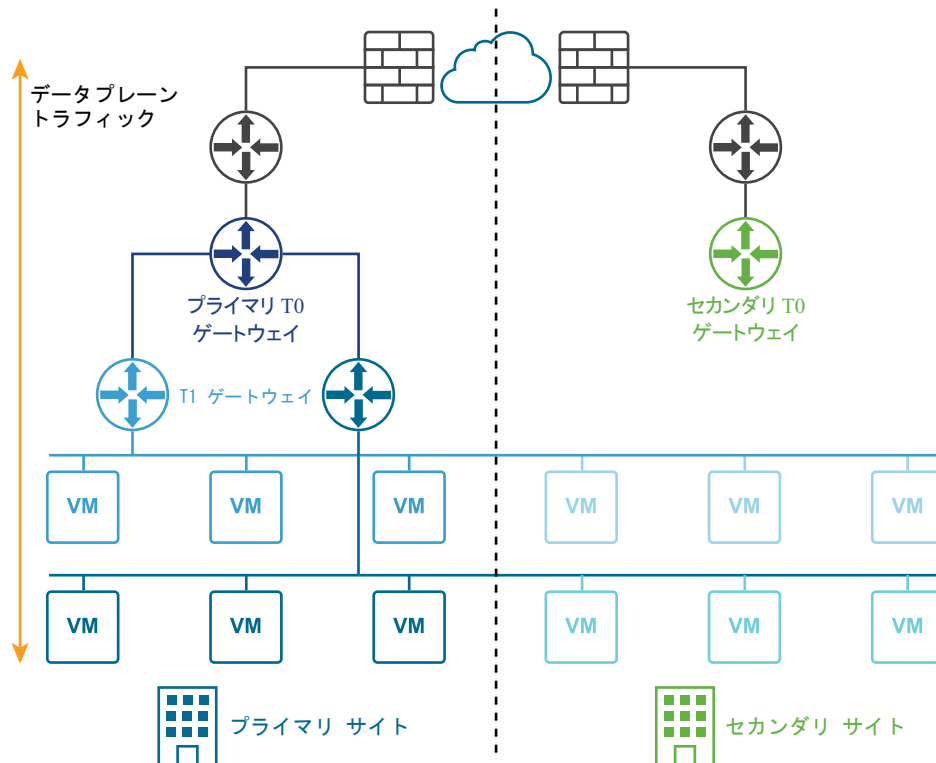 データプレーン
トラフィック
プライマリ T0
ゲートウェイ
セカンダリ T0
ゲートウェイ
T1 ゲートウェイ
VM VM VM VM VM VM
VM VM VM VM VM VM
プライマリ サイト
セカンダリ サイト